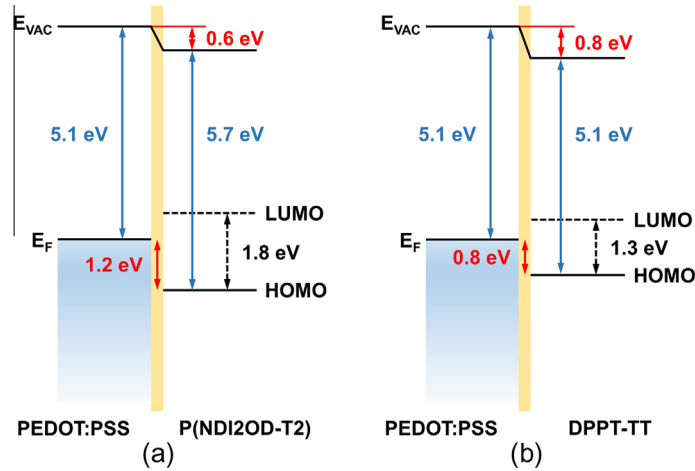 E_VAC
0.6 eV
5.1 eV
5.7 eV
LUMO
E_F
1.2 eV
1.8 eV
HOMO
PEDOT:PSS
P(NDI2OD-T2)
(a)
E_VAC
0.8 eV
5.1 eV
5.1 eV
LUMO
E_F
0.8 eV
1.3 eV
HOMO
PEDOT:PSS
DPPT-TT
(b)